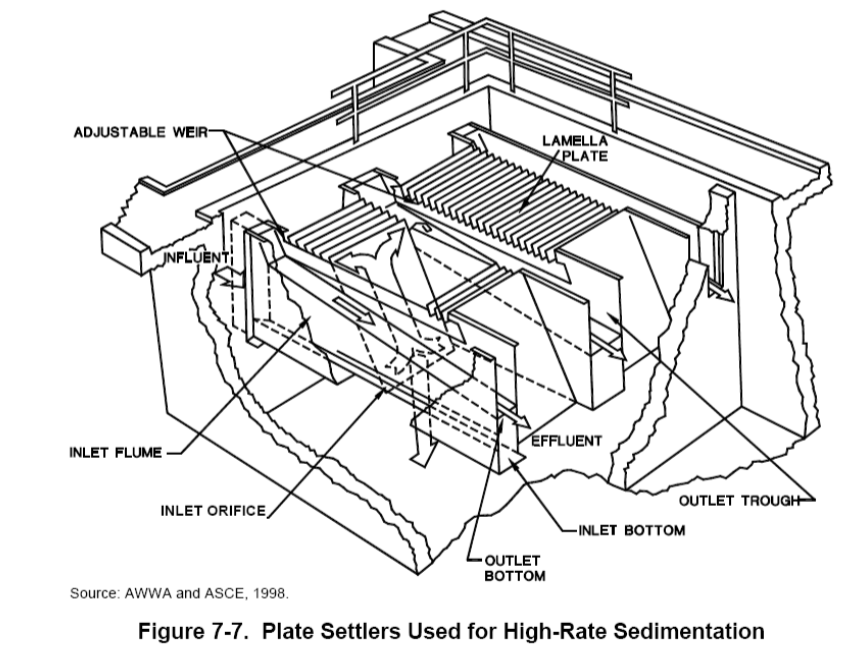 ADJUSTABLE WEIR
LAMELLA
PLATE
INFLUENT
INLET FLUME
EFFLUENT
OUTLET TROUGH
INLET ORIFICE
INLET BOTTOM
OUTLET
BOTTOM
Source: AWWA and ASCE, 1998.
Figure 7-7. Plate Settlers Used for High-Rate Sedimentation